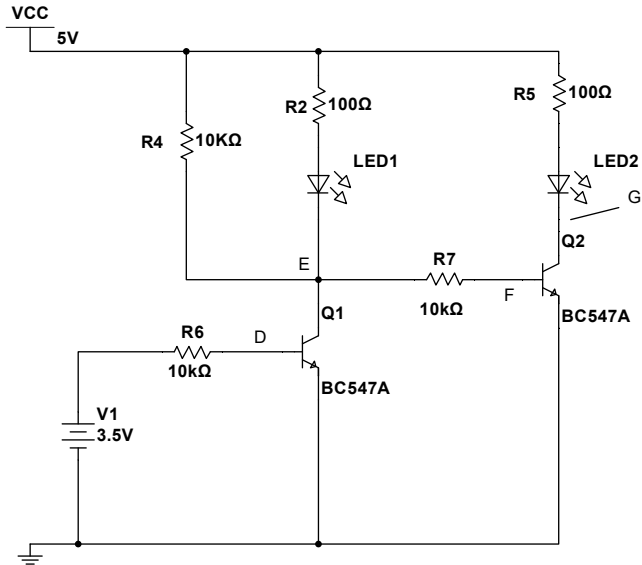 VCC
5V
R2
100Ω
R5
100Ω
R4
10KΩ
LED1
LED2
G
E
R7
10kΩ
F
Q2
BC547A
Q1
R6
10kΩ
D
BC547A
V1
3.5V